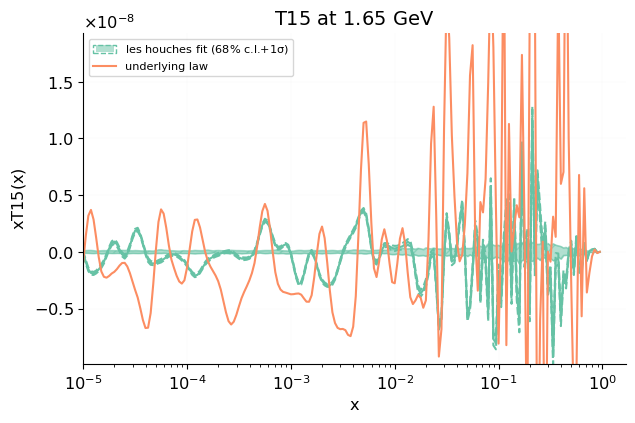 T15 at 1.65 GeV
×10⁻⁸
les houches fit (68% c.l.+1σ)
underlying law
1.5
1.0
0.5
0.0
−0.5
xT15(x)
10⁻⁵
10⁻⁴
10⁻³
10⁻²
10⁻¹
10⁰
x